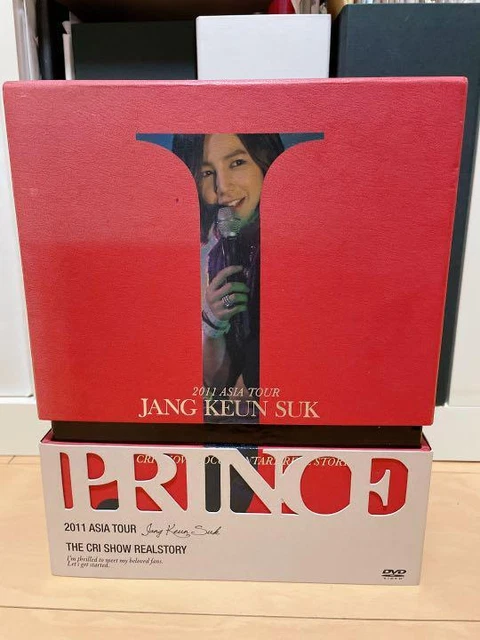 I
2011 ASIA TOUR
JANG KEUN SUK
PRINCE
2011 ASIA TOUR Jang Keun Suk
THE CRI SHOW REALSTORY
I'm thrilled to meet my beloved fans.
Let's get started.
DVD
VIDEO